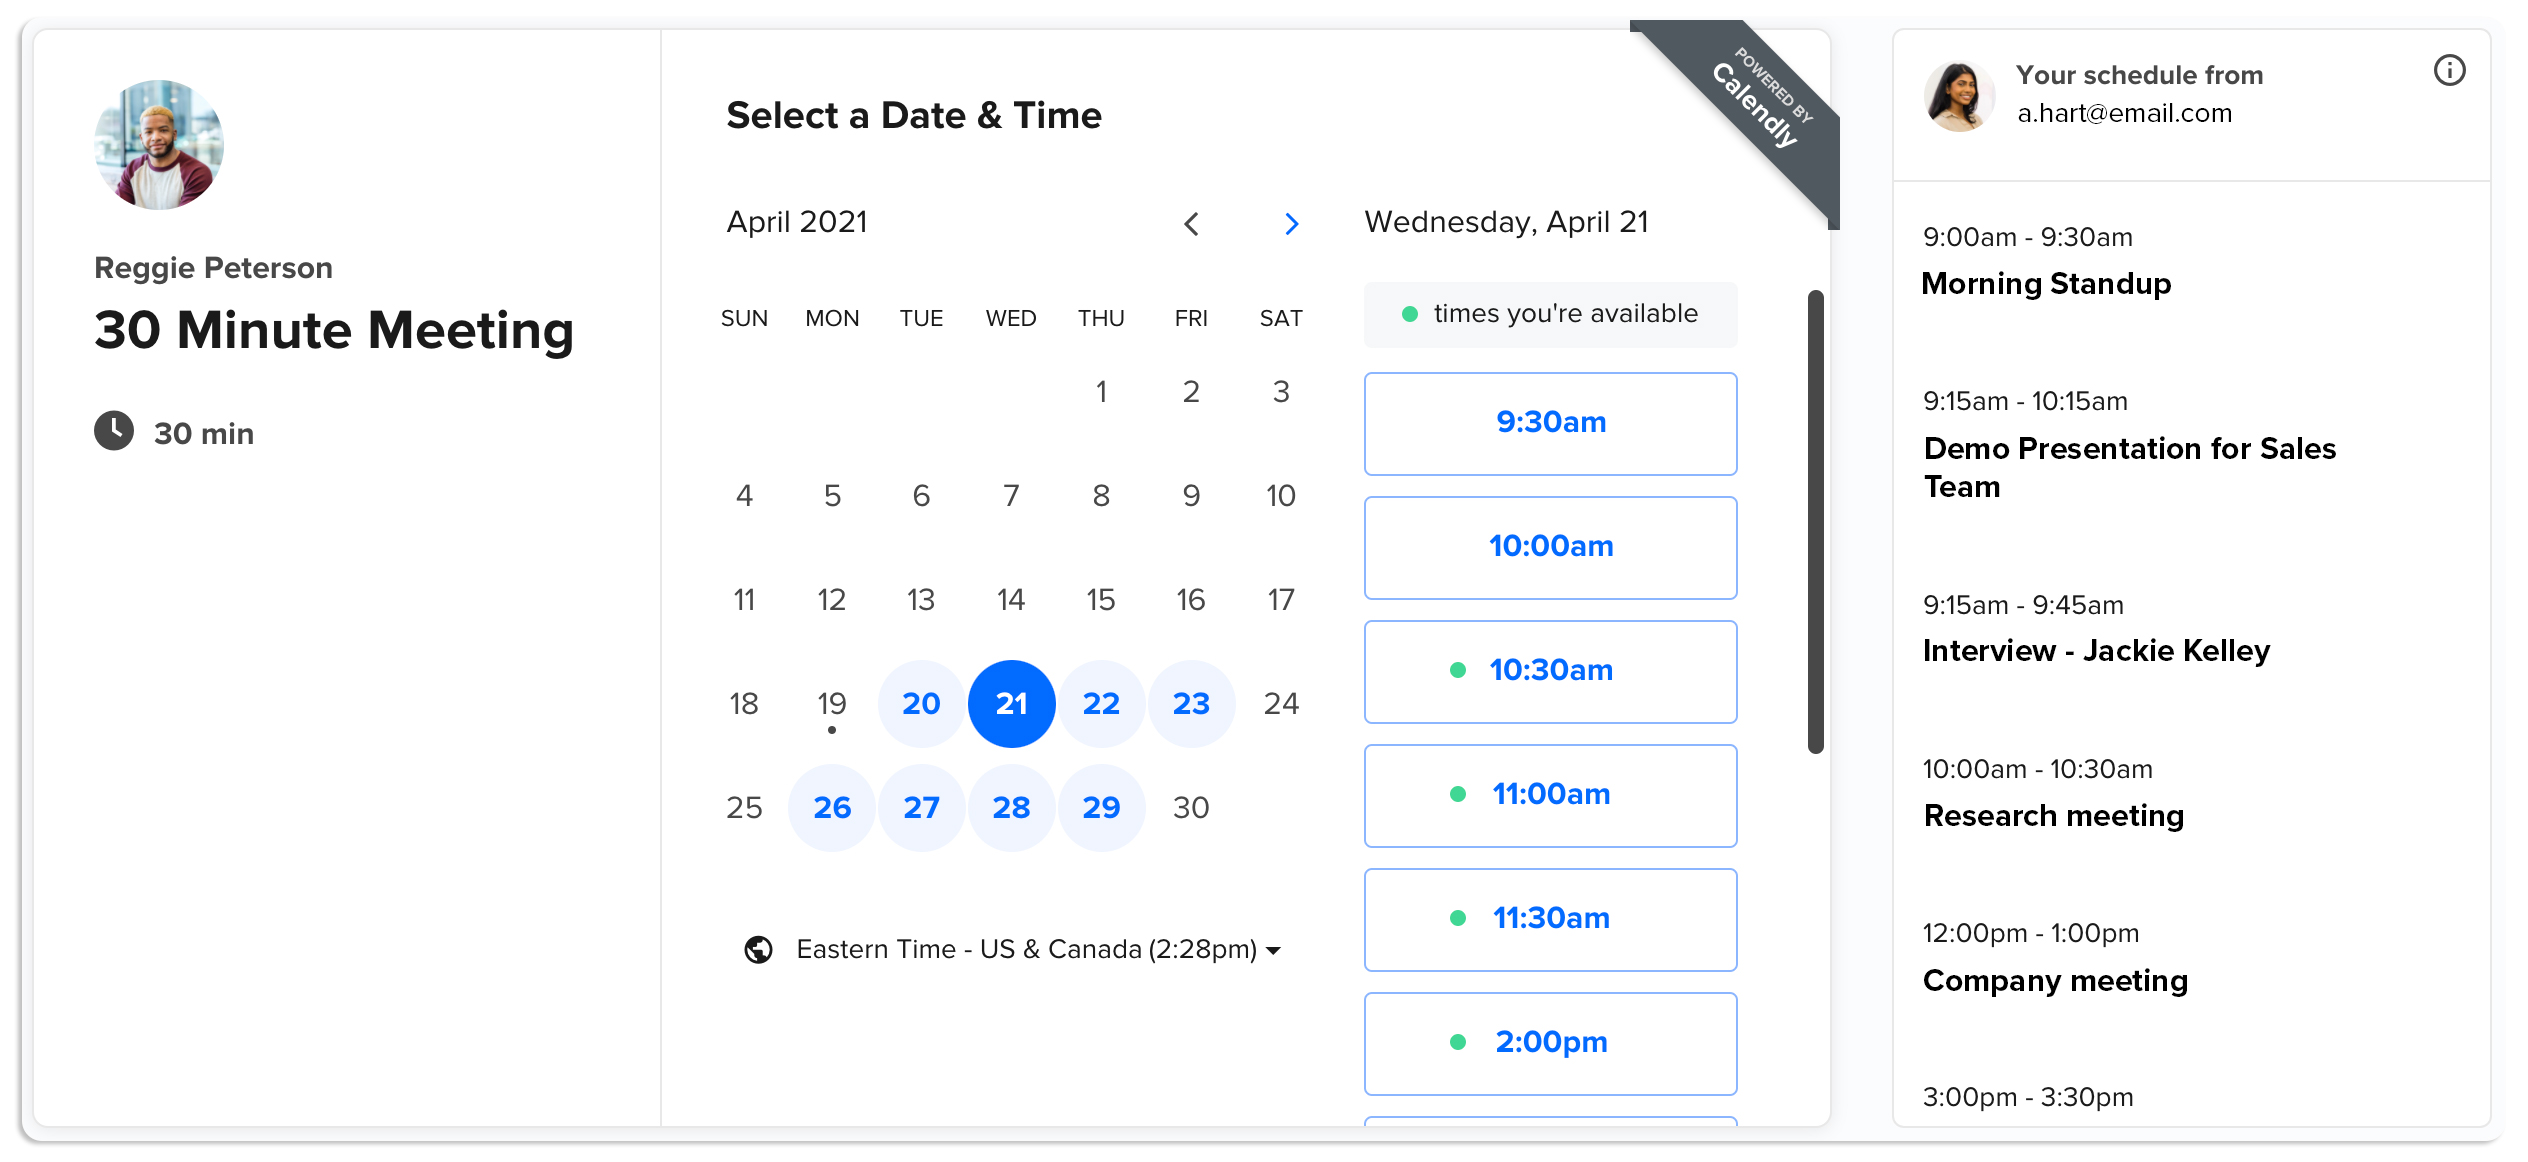 Reggie Peterson
30 Minute Meeting
30 min
Select a Date & Time
POWERED BY
Calendly
April 2021
SUN MON TUE WED THU FRI SAT
1 2 3
4 5 6 7 8 9 10
11 12 13 14 15 16 17
18 19 20 21 22 23 24
25 26 27 28 29 30
Eastern Time - US & Canada (2:28pm)
Wednesday, April 21
times you're available
9:30am
10:00am
10:30am
11:00am
11:30am
2:00pm
Your schedule from
a.hart@email.com
9:00am - 9:30am
Morning Standup
9:15am - 10:15am
Demo Presentation for Sales
Team
9:15am - 9:45am
Interview - Jackie Kelley
10:00am - 10:30am
Research meeting
12:00pm - 1:00pm
Company meeting
3:00pm - 3:30pm